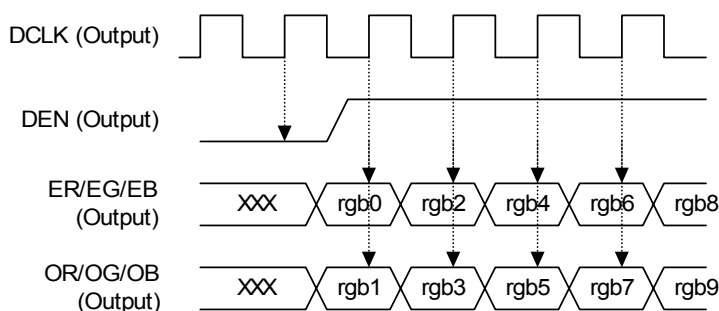 DCLK (Output)
DEN (Output)
ER/EG/EB
(Output)
XXX rgb0 rgb2 rgb4 rgb6 rgb8
OR/OG/OB
(Output)
XXX rgb1 rgb3 rgb5 rgb7 rgb9